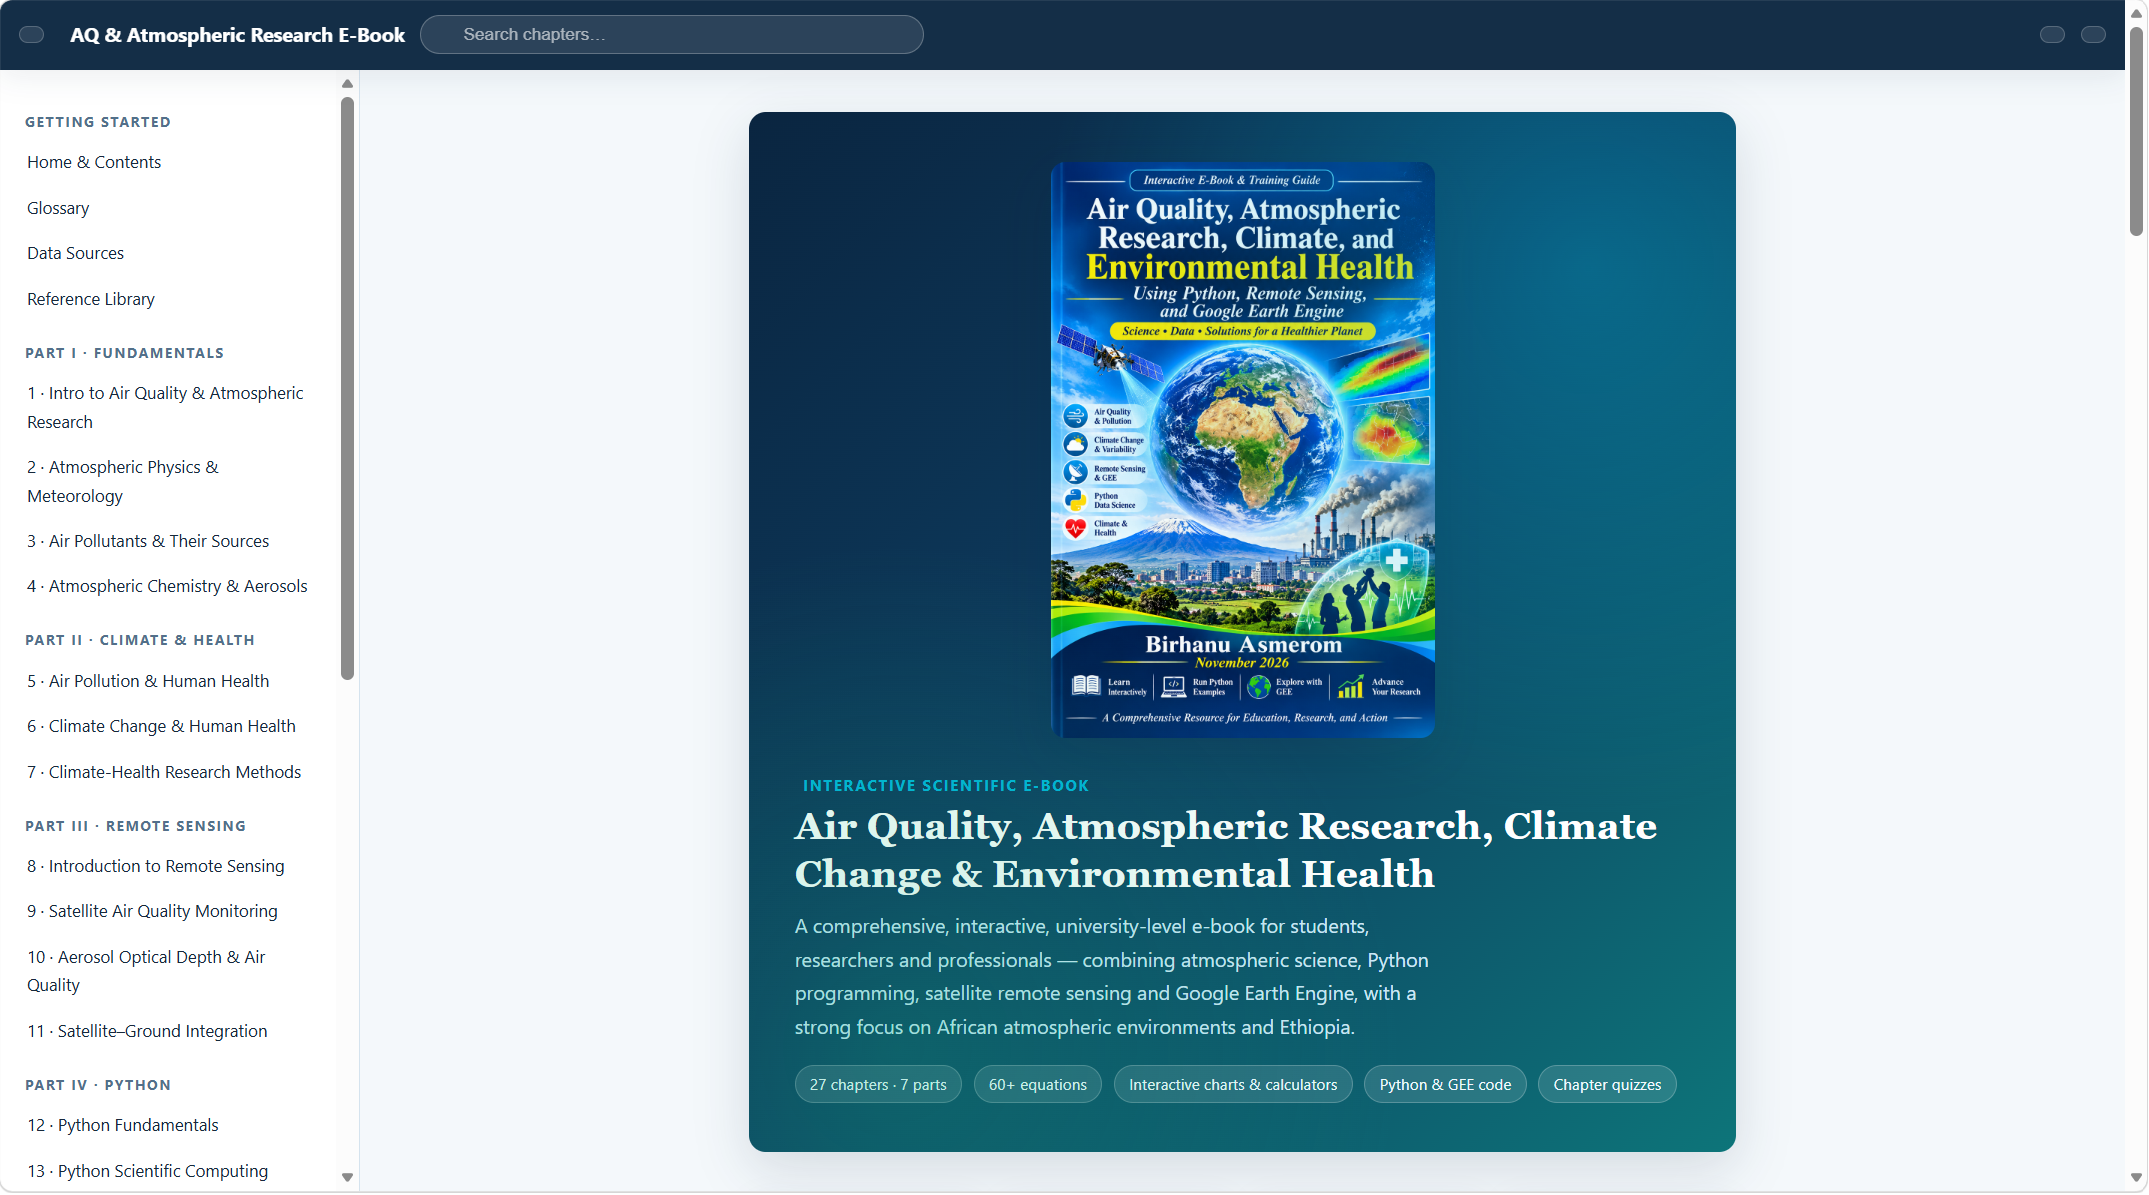 AQ & Atmospheric Research E-Book
Search chapters...
GETTING STARTED
Home & Contents
Glossary
Data Sources
Reference Library
PART I · FUNDAMENTALS
1 · Intro to Air Quality & Atmospheric
Research
2 · Atmospheric Physics &
Meteorology
3 · Air Pollutants & Their Sources
4 · Atmospheric Chemistry & Aerosols
PART II · CLIMATE & HEALTH
5 · Air Pollution & Human Health
6 · Climate Change & Human Health
7 · Climate-Health Research Methods
PART III · REMOTE SENSING
8 · Introduction to Remote Sensing
9 · Satellite Air Quality Monitoring
10 · Aerosol Optical Depth & Air
Quality
11 · Satellite–Ground Integration
PART IV · PYTHON
12 · Python Fundamentals
13 · Python Scientific Computing
Interactive E-Book & Training Guide
Air Quality, Atmospheric
Research, Climate, and
Environmental Health
Using Python, Remote Sensing,
and Google Earth Engine
Science • Data • Solutions for a Healthier Planet
Air Quality
& Pollution
Climate Change
& Variability
Remote Sensing
& GEE
Python
Data Science
Climate &
Health
Birhanu Asmerom
November 2026
Learn
Interactively
Run Python
Examples
Explore with
GEE
Advance
Your Research
A Comprehensive Resource for Education, Research, and Action
INTERACTIVE SCIENTIFIC E-BOOK
Air Quality, Atmospheric Research, Climate
Change & Environmental Health
A comprehensive, interactive, university-level e-book for students,
researchers and professionals — combining atmospheric science, Python
programming, satellite remote sensing and Google Earth Engine, with a
strong focus on African atmospheric environments and Ethiopia.
27 chapters · 7 parts
60+ equations
Interactive charts & calculators
Python & GEE code
Chapter quizzes